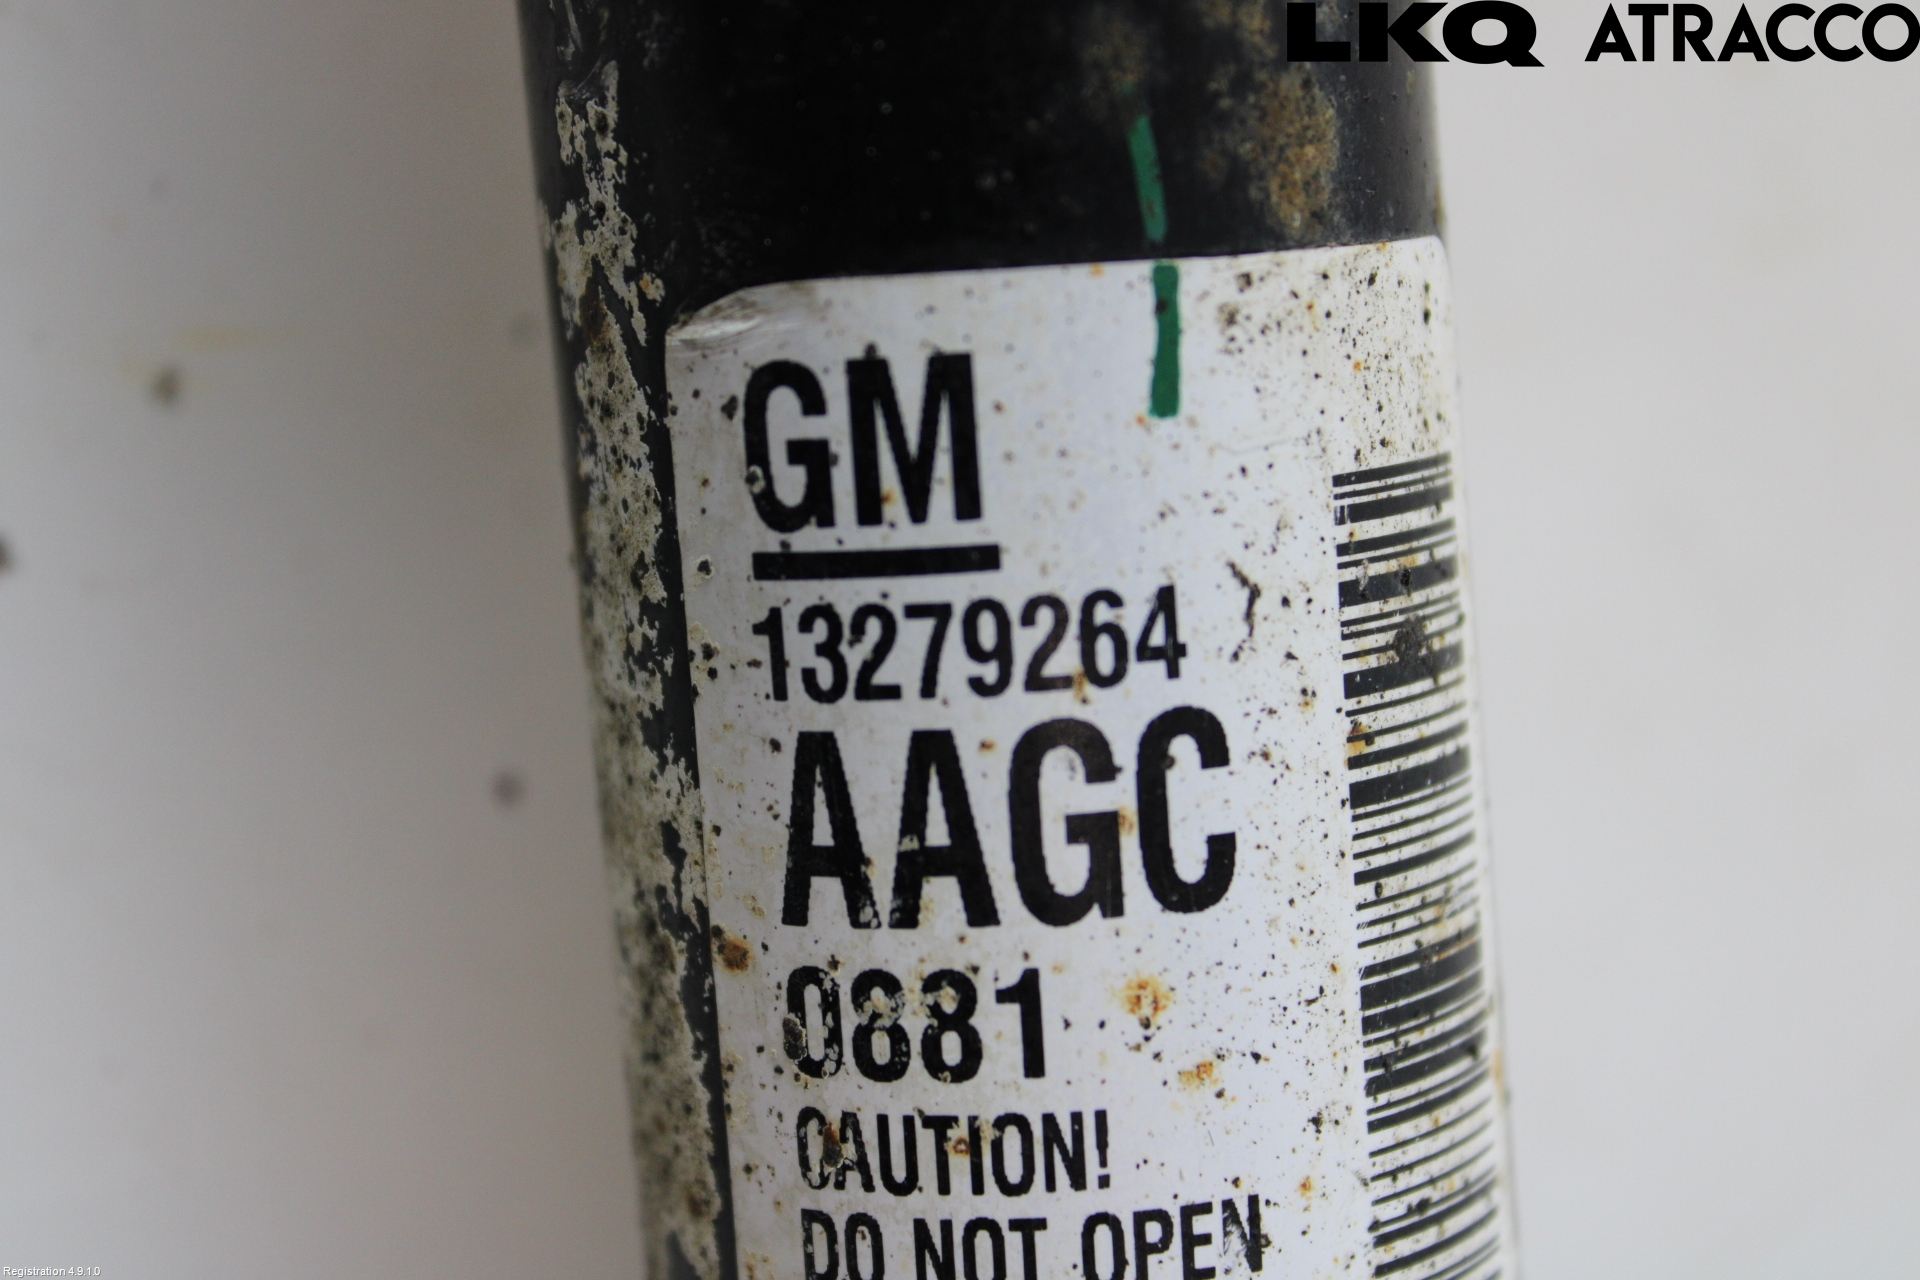 LKQ ATRACCO
GM
13279264
AAGC
0881
CAUTION!
DO NOT OPEN
Registration 4.9.1.0